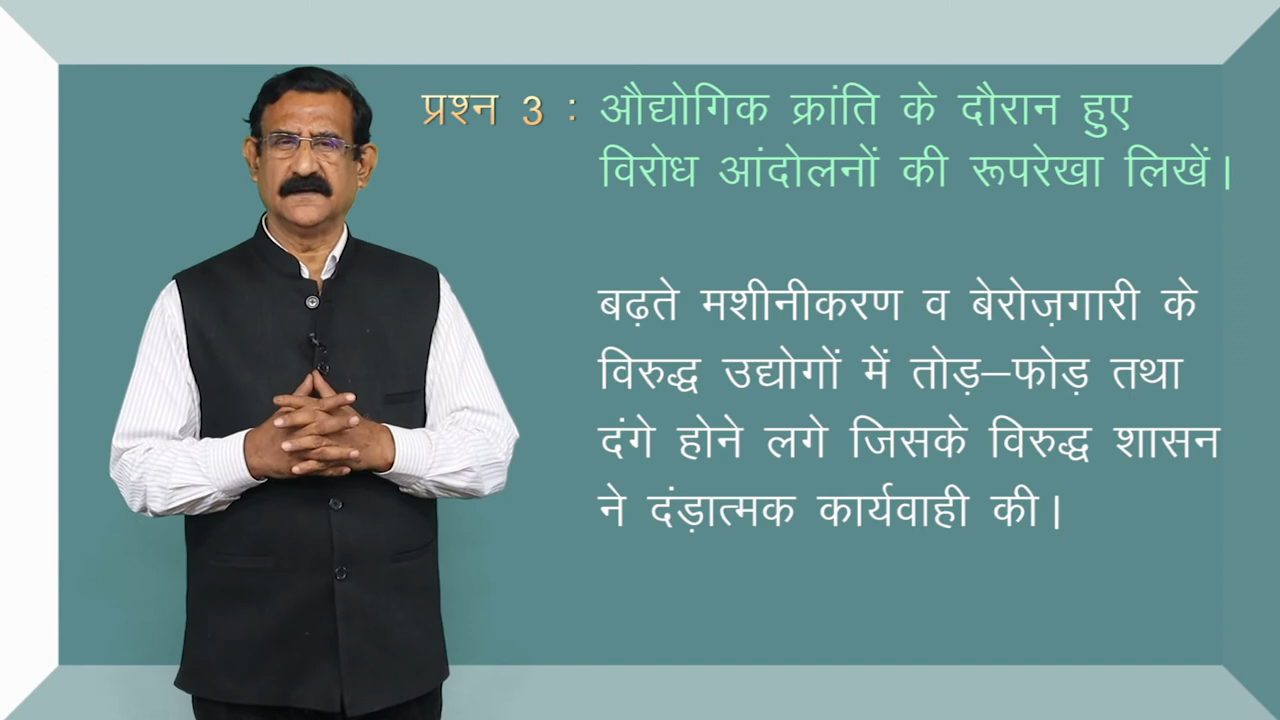 प्रश्न 3 : औद्योगिक क्रांति के दौरान हुए
विरोध आंदोलनों की रूपरेखा लिखें।
बढ़ते मशीनीकरण व बेरोज़गारी के
विरुद्ध उद्योगों में तोड़–फोड़ तथा
दंगे होने लगे जिसके विरुद्ध शासन
ने दंड़ात्मक कार्यवाही की।